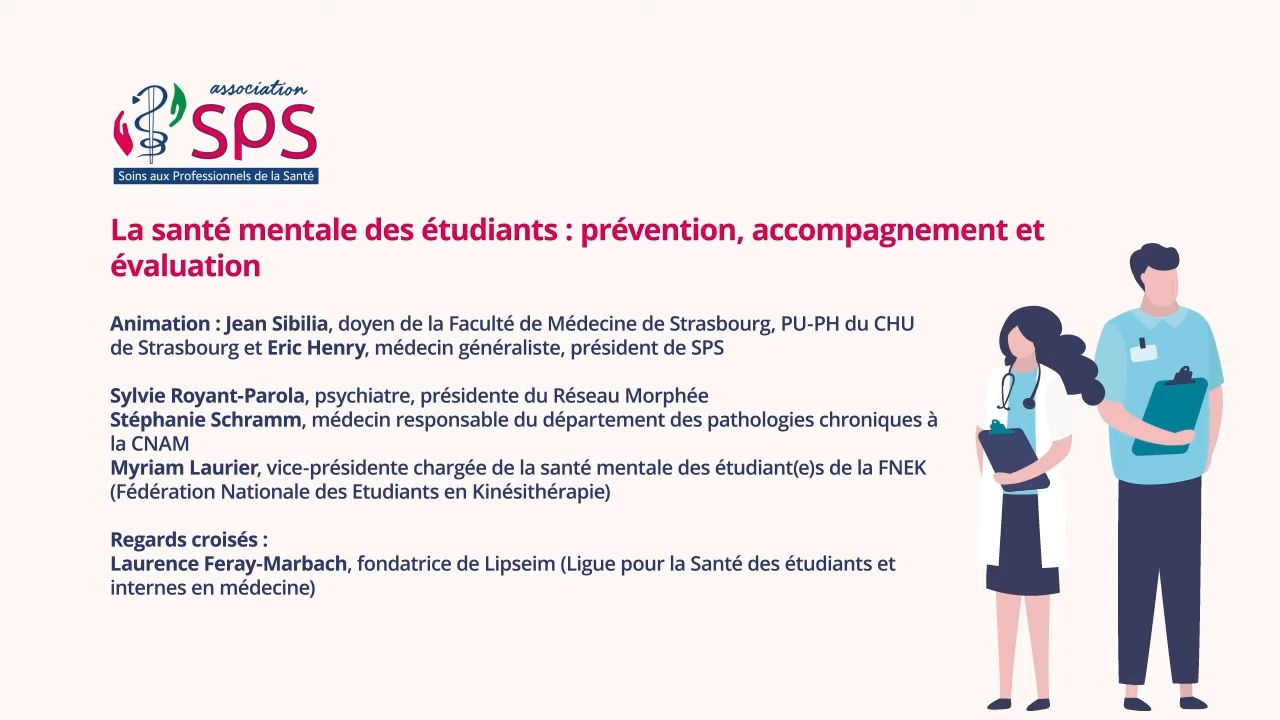 association
SPS
Soins aux Professionnels de la Santé
La santé mentale des étudiants : prévention, accompagnement et
évaluation
Animation : Jean Sibilia, doyen de la Faculté de Médecine de Strasbourg, PU-PH du CHU
de Strasbourg et Eric Henry, médecin généraliste, président de SPS
Sylvie Royant-Parola, psychiatre, présidente du Réseau Morphée
Stéphanie Schramm, médecin responsable du département des pathologies chroniques à
la CNAM
Myriam Laurier, vice-présidente chargée de la santé mentale des étudiant(e)s de la FNEK
(Fédération Nationale des Etudiants en Kinésithérapie)
Regards croisés :
Laurence Feray-Marbach, fondatrice de Lipseim (Ligue pour la Santé des étudiants et
internes en médecine)